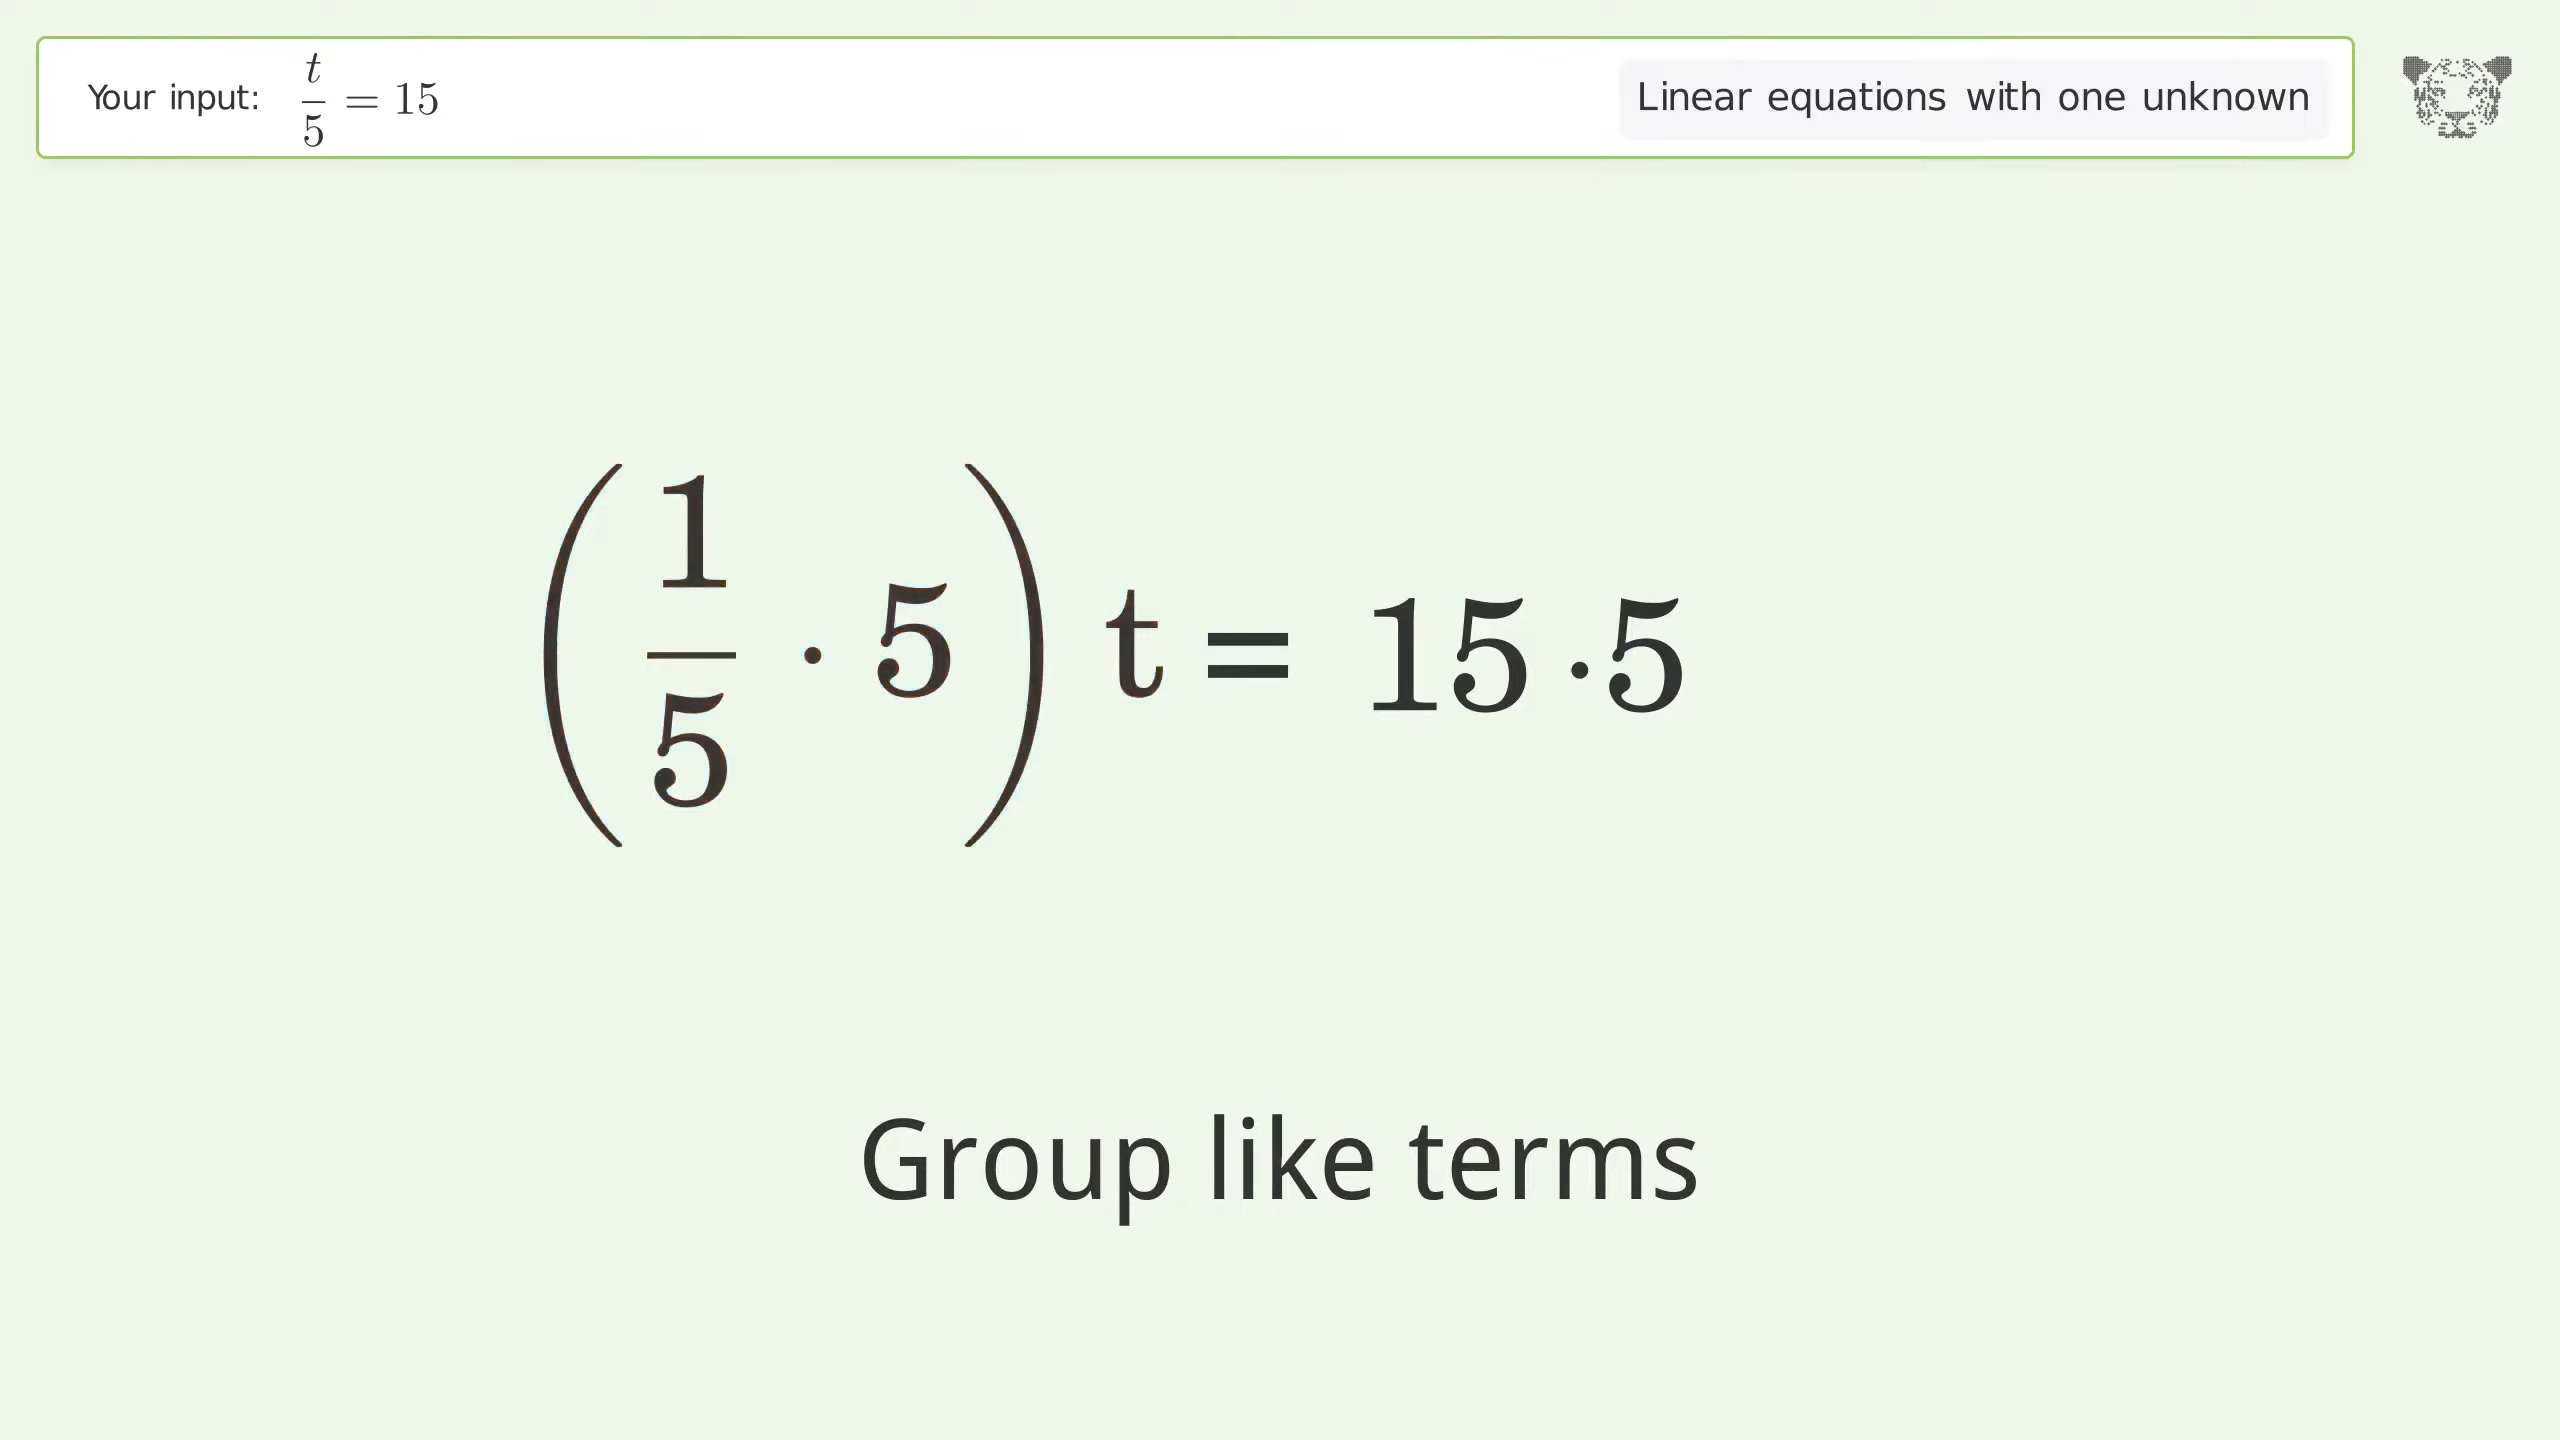 Your input: t/5 = 15
Linear equations with one unknown
(1/5 · 5) t = 15 · 5
Group like terms